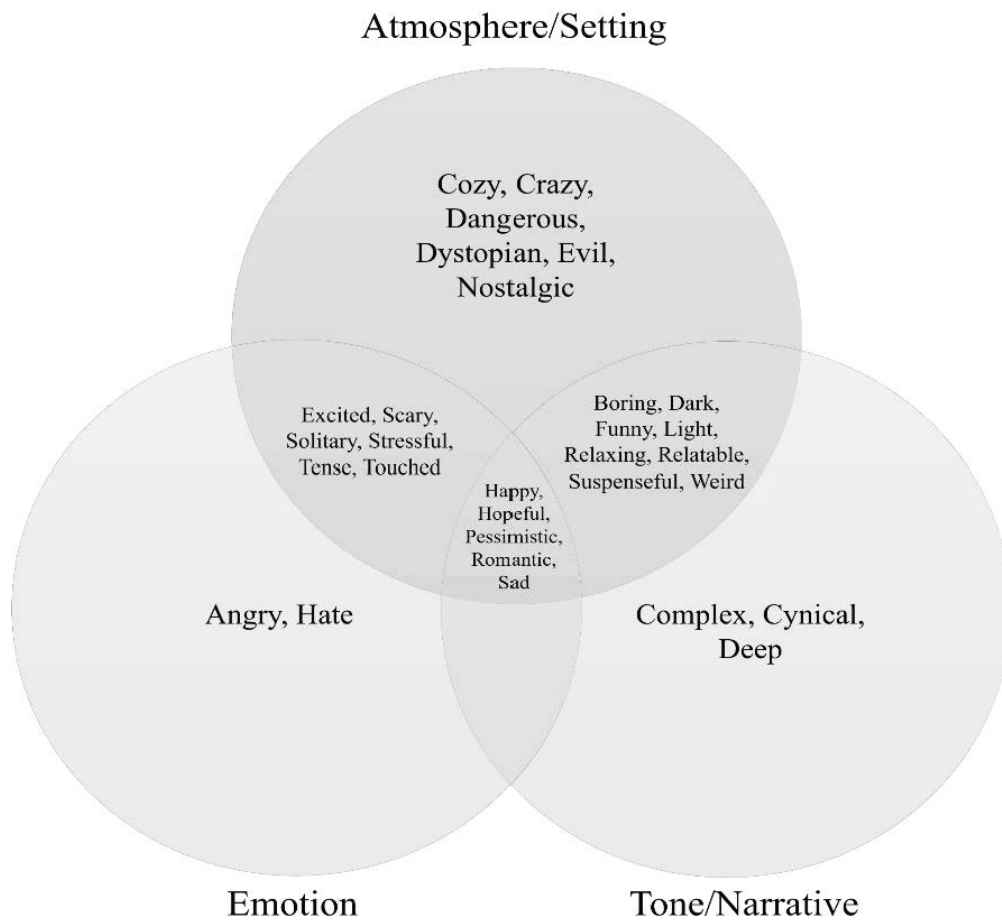 Atmosphere/Setting
Cozy, Crazy,
Dangerous,
Dystopian, Evil,
Nostalgic
Excited, Scary,
Solitary, Stressful,
Tense, Touched
Boring, Dark,
Funny, Light,
Relaxing, Relatable,
Suspenseful, Weird
Happy,
Hopeful,
Pessimistic,
Romantic,
Sad
Angry, Hate
Complex, Cynical,
Deep
Emotion
Tone/Narrative